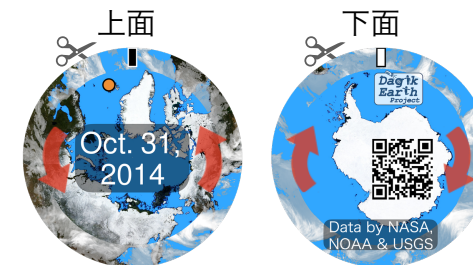 上面
下面
Oct. 31,
2014
Dagik
Earth
Project
Data by NASA,
NOAA & USGS